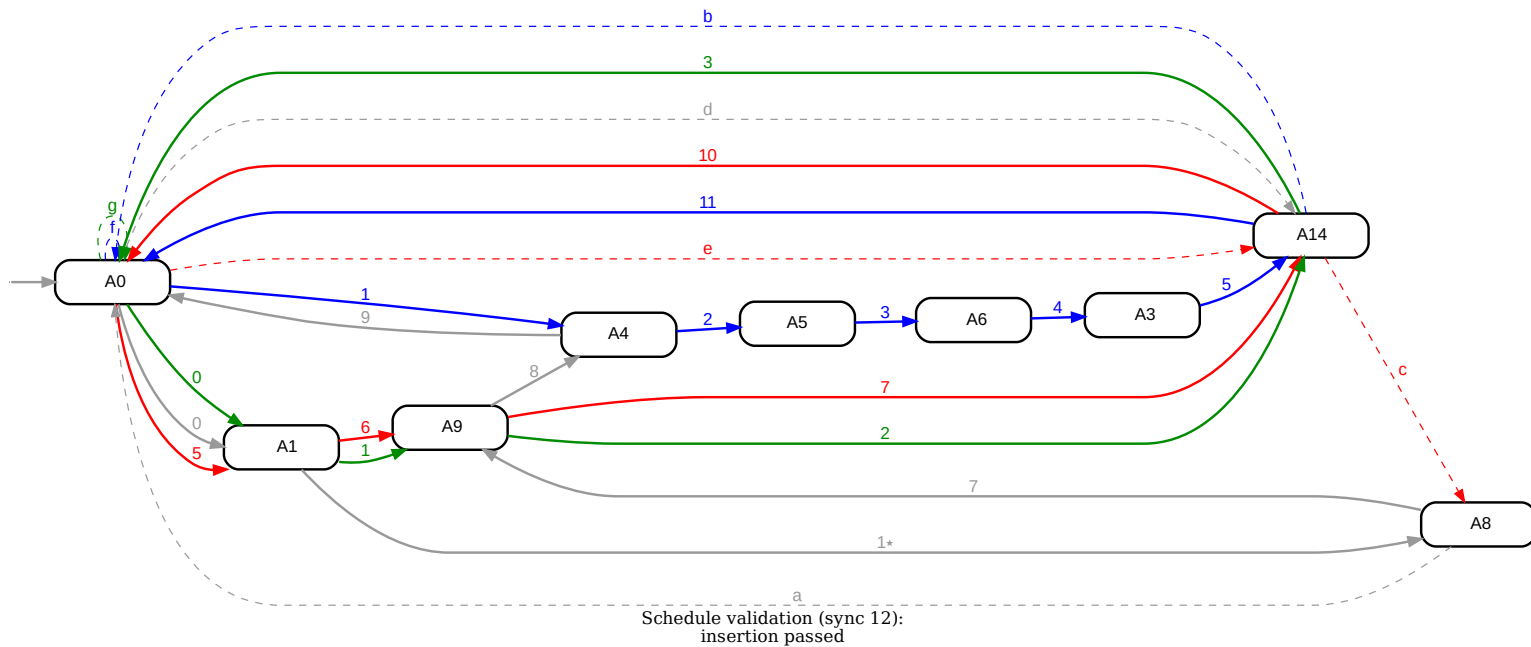 b
3
d
10
11
g
f
e
A14
A0
1
9
5
A4
2
A5
3
A6
4
A3
8
c
0
7
0
A9
6
A1
1
2
5
7
A8
1⋆
a
Schedule validation (sync 12):
insertion passed